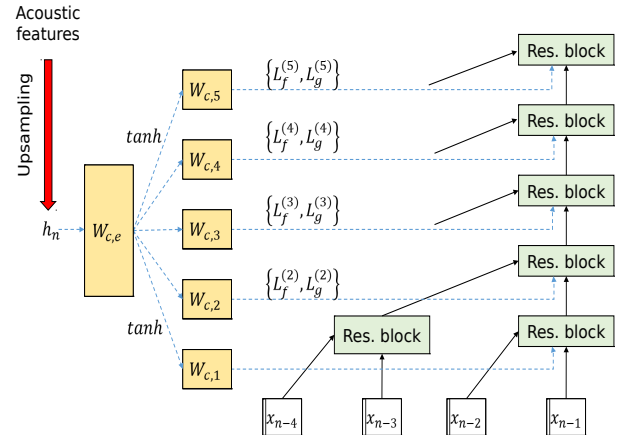 Acoustic
features
Upsampling
h_n
W_{c,e}
tanh
tanh
W_{c,5}
{L_f^{(5)}, L_g^{(5)}}
Res. block
W_{c,4}
{L_f^{(4)}, L_g^{(4)}}
Res. block
W_{c,3}
{L_f^{(3)}, L_g^{(3)}}
Res. block
W_{c,2}
{L_f^{(2)}, L_g^{(2)}}
Res. block
W_{c,1}
Res. block
Res. block
x_{n-4}
x_{n-3}
x_{n-2}
x_{n-1}